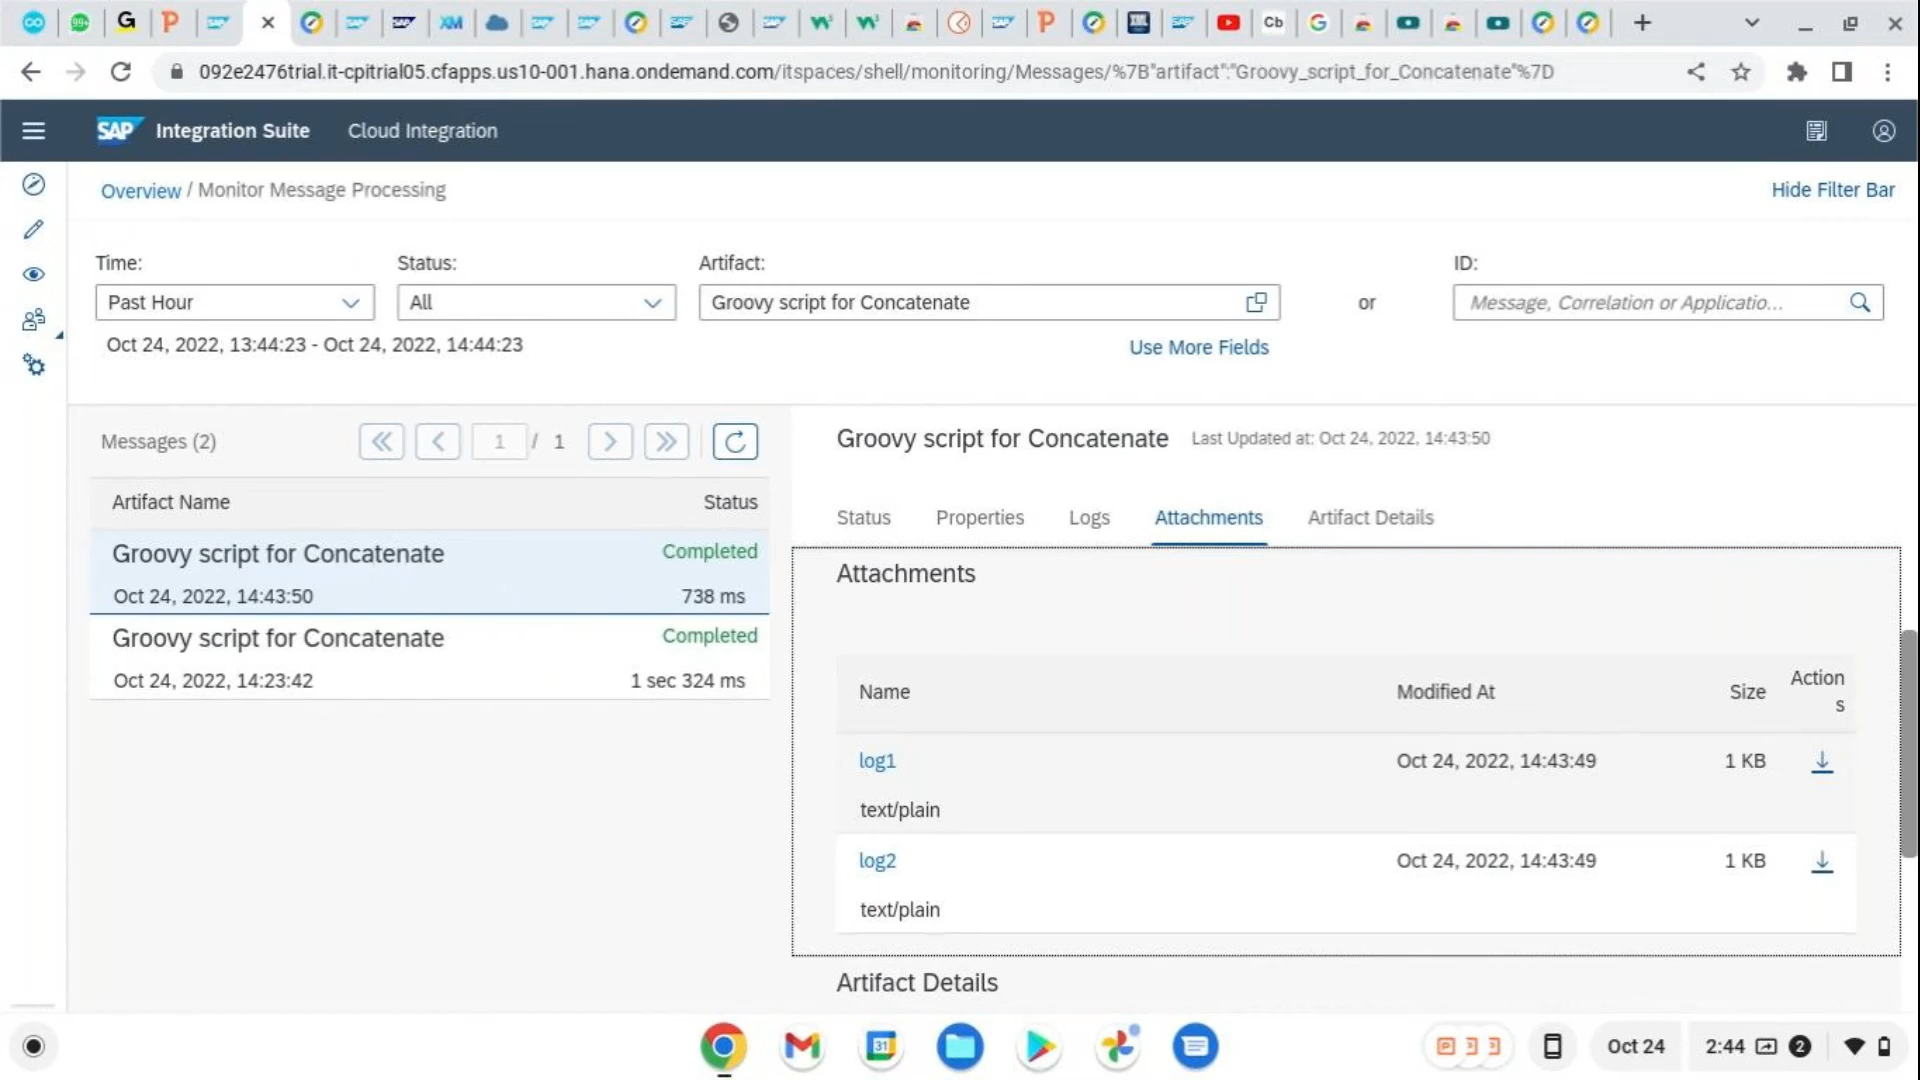 99+
G
P
XM
P
XML
Cb
G
092e2476trial.it-cpitrial05.cfapps.us10-001.hana.ondemand.com/itspaces/shell/monitoring/Messages/%7B"artifact":"Groovy_script_for_Concatenate"%7D
SAP Integration Suite Cloud Integration
Overview / Monitor Message Processing
Hide Filter Bar
Time: Status: Artifact: ID:
Past Hour All Groovy script for Concatenate or Message, Correlation or Applicatio...
Oct 24, 2022, 13:44:23 - Oct 24, 2022, 14:44:23
Use More Fields
Messages (2) 1 / 1
Artifact Name Status
Groovy script for Concatenate Completed
Oct 24, 2022, 14:43:50 738 ms
Groovy script for Concatenate Completed
Oct 24, 2022, 14:23:42 1 sec 324 ms
Groovy script for Concatenate Last Updated at: Oct 24, 2022, 14:43:50
Status Properties Logs Attachments Artifact Details
Attachments
Name Modified At Size Action
s
log1 Oct 24, 2022, 14:43:49 1 KB
text/plain
log2 Oct 24, 2022, 14:43:49 1 KB
text/plain
Artifact Details
31
Oct 24 2:44 2